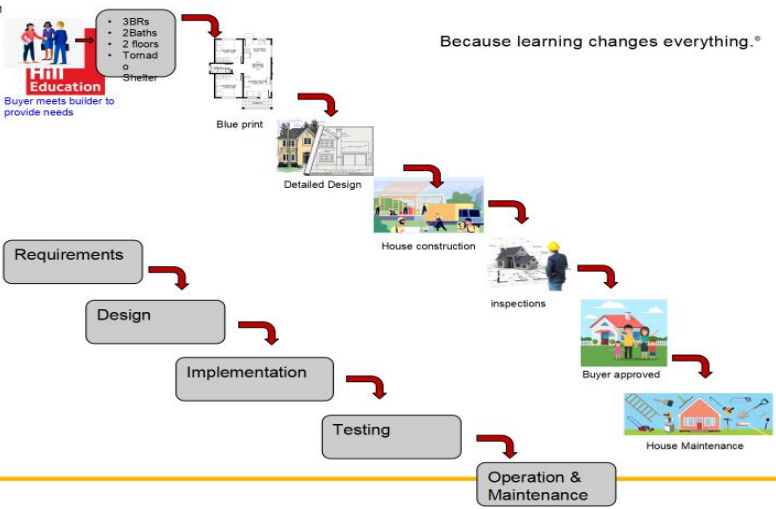 Because learning changes everything.®
• 3BRs
• 2Baths
• 2 floors
• Tornad
o
Shelter
Hill
Education
Buyer meets builder to
provide needs
Blue print
Detailed Design
House construction
inspections
Buyer approved
House Maintenance
Requirements
Design
Implementation
Testing
Operation &
Maintenance